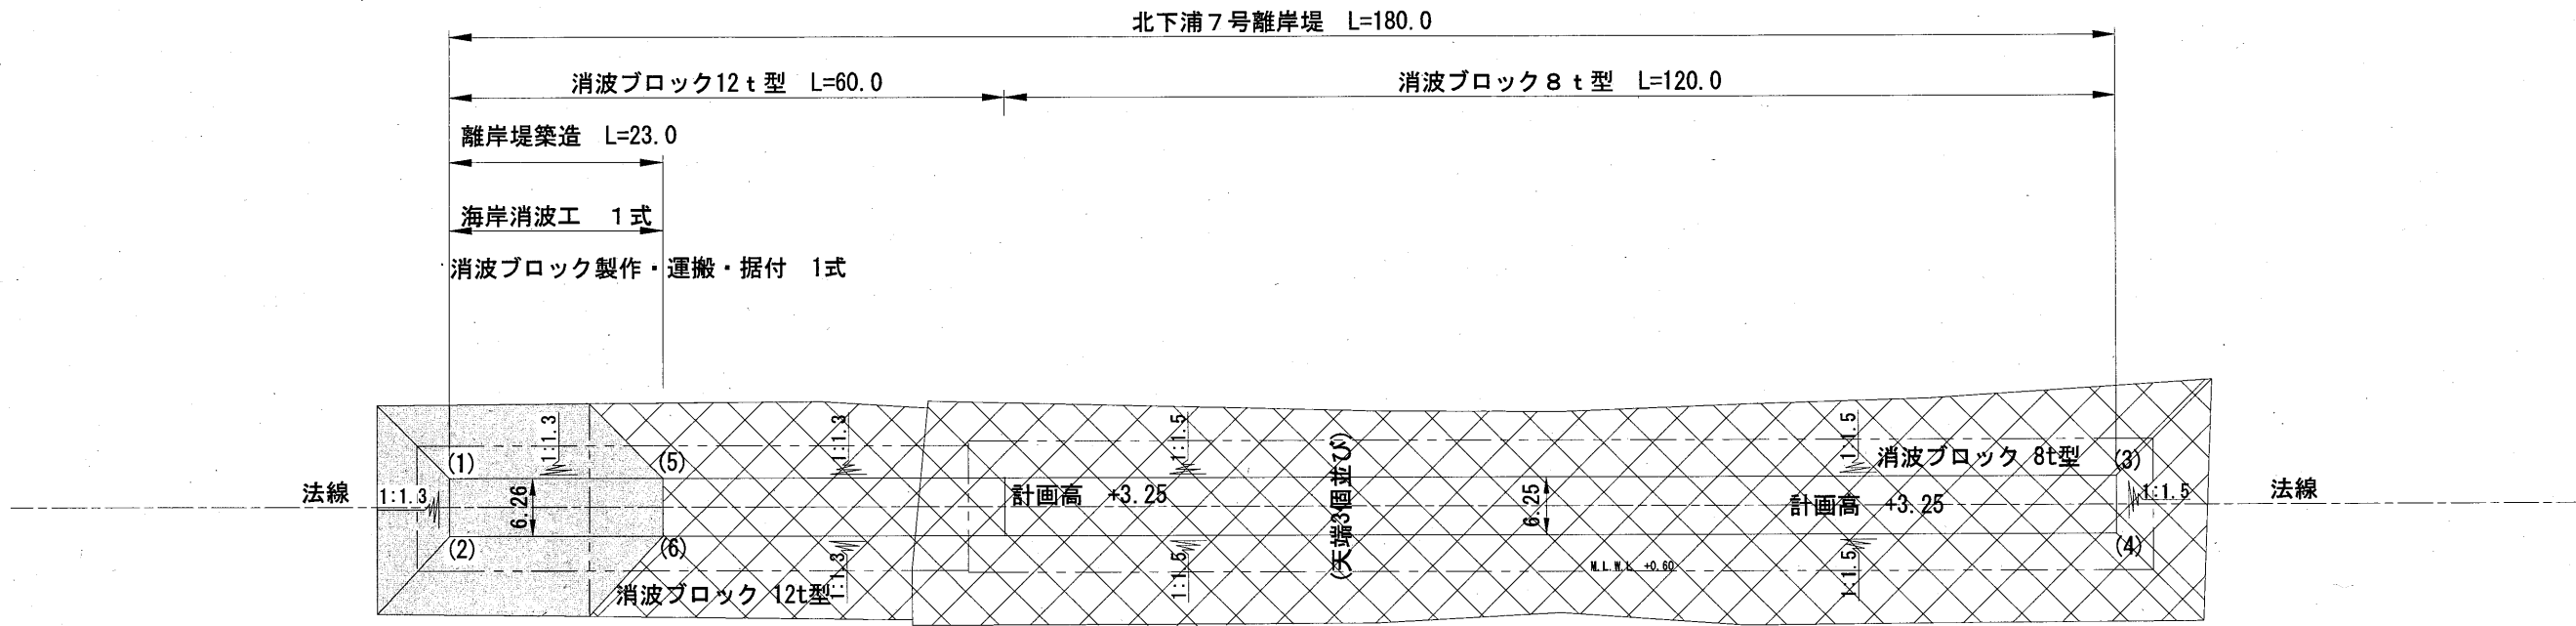 北下浦７号離岸堤　L=180.0
消波ブロック12ｔ型　L=60.0
消波ブロック８ｔ型　L=120.0
離岸堤築造　L=23.0
海岸消波工　１式
消波ブロック製作・運搬・据付　1式
1:1.3
1:1.3
1:1.5
1:1.5
(1)
(5)
消波ブロック 8t型
(3)
法線
1:1.3
6.26
計画高　+3.25
(天端3個並び)
6.25
計画高　+3.25
1:1.5
法線
(2)
(6)
(4)
M.L.W.L +0.60
消波ブロック 12t型
1:1.3
1:1.5
1:1.5